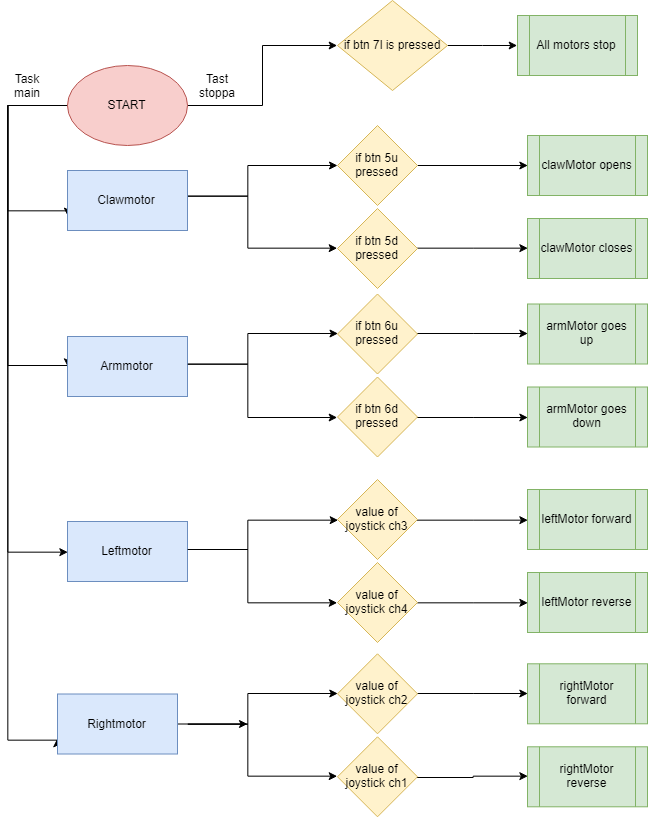 if btn 7l is pressed
All motors stop
Task
main
START
Tast
stoppa
Clawmotor
if btn 5u
pressed
clawMotor opens
if btn 5d
pressed
clawMotor closes
Armmotor
if btn 6u
pressed
armMotor goes
up
if btn 6d
pressed
armMotor goes
down
Leftmotor
value of
joystick ch3
leftMotor forward
value of
joystick ch4
leftMotor reverse
Rightmotor
value of
joystick ch2
rightMotor
forward
value of
joystick ch1
rightMotor
reverse